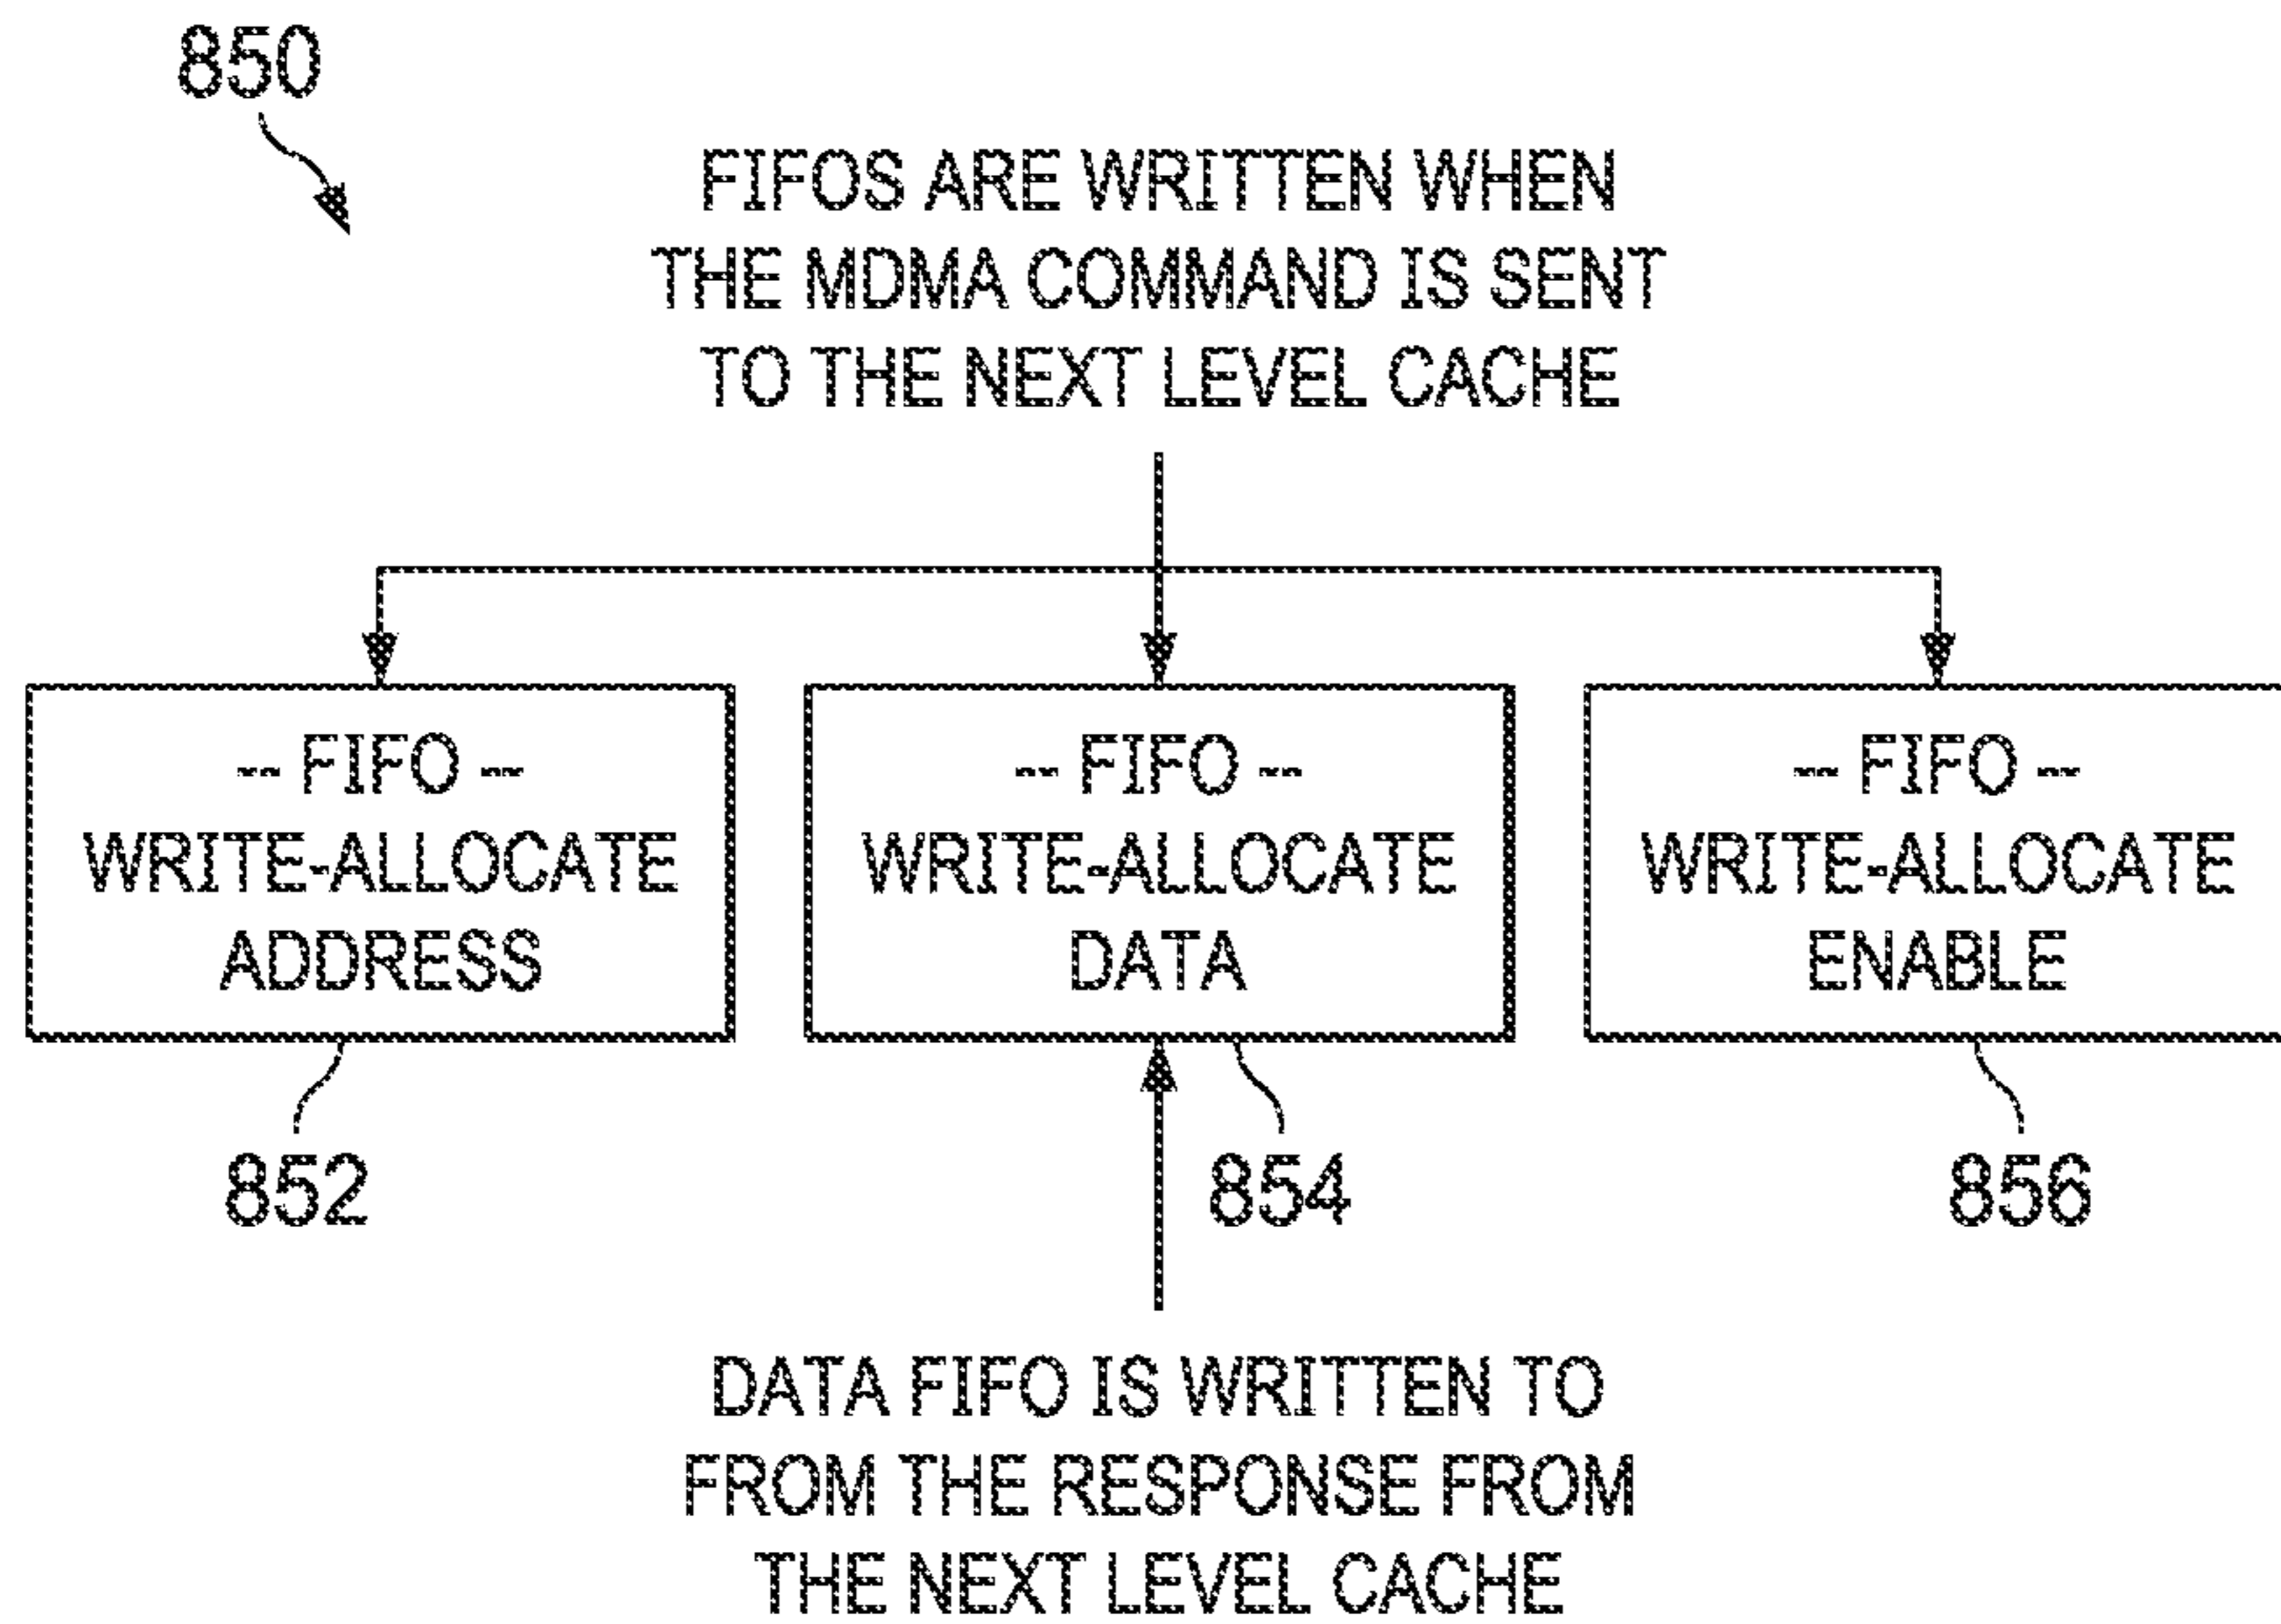 850
FIFOS ARE WRITTEN WHEN
THE MDMA COMMAND IS SENT
TO THE NEXT LEVEL CACHE
-- FIFO --
WRITE-ALLOCATE
ADDRESS
-- FIFO --
WRITE-ALLOCATE
DATA
-- FIFO --
WRITE-ALLOCATE
ENABLE
852
854
856
DATA FIFO IS WRITTEN TO
FROM THE RESPONSE FROM
THE NEXT LEVEL CACHE